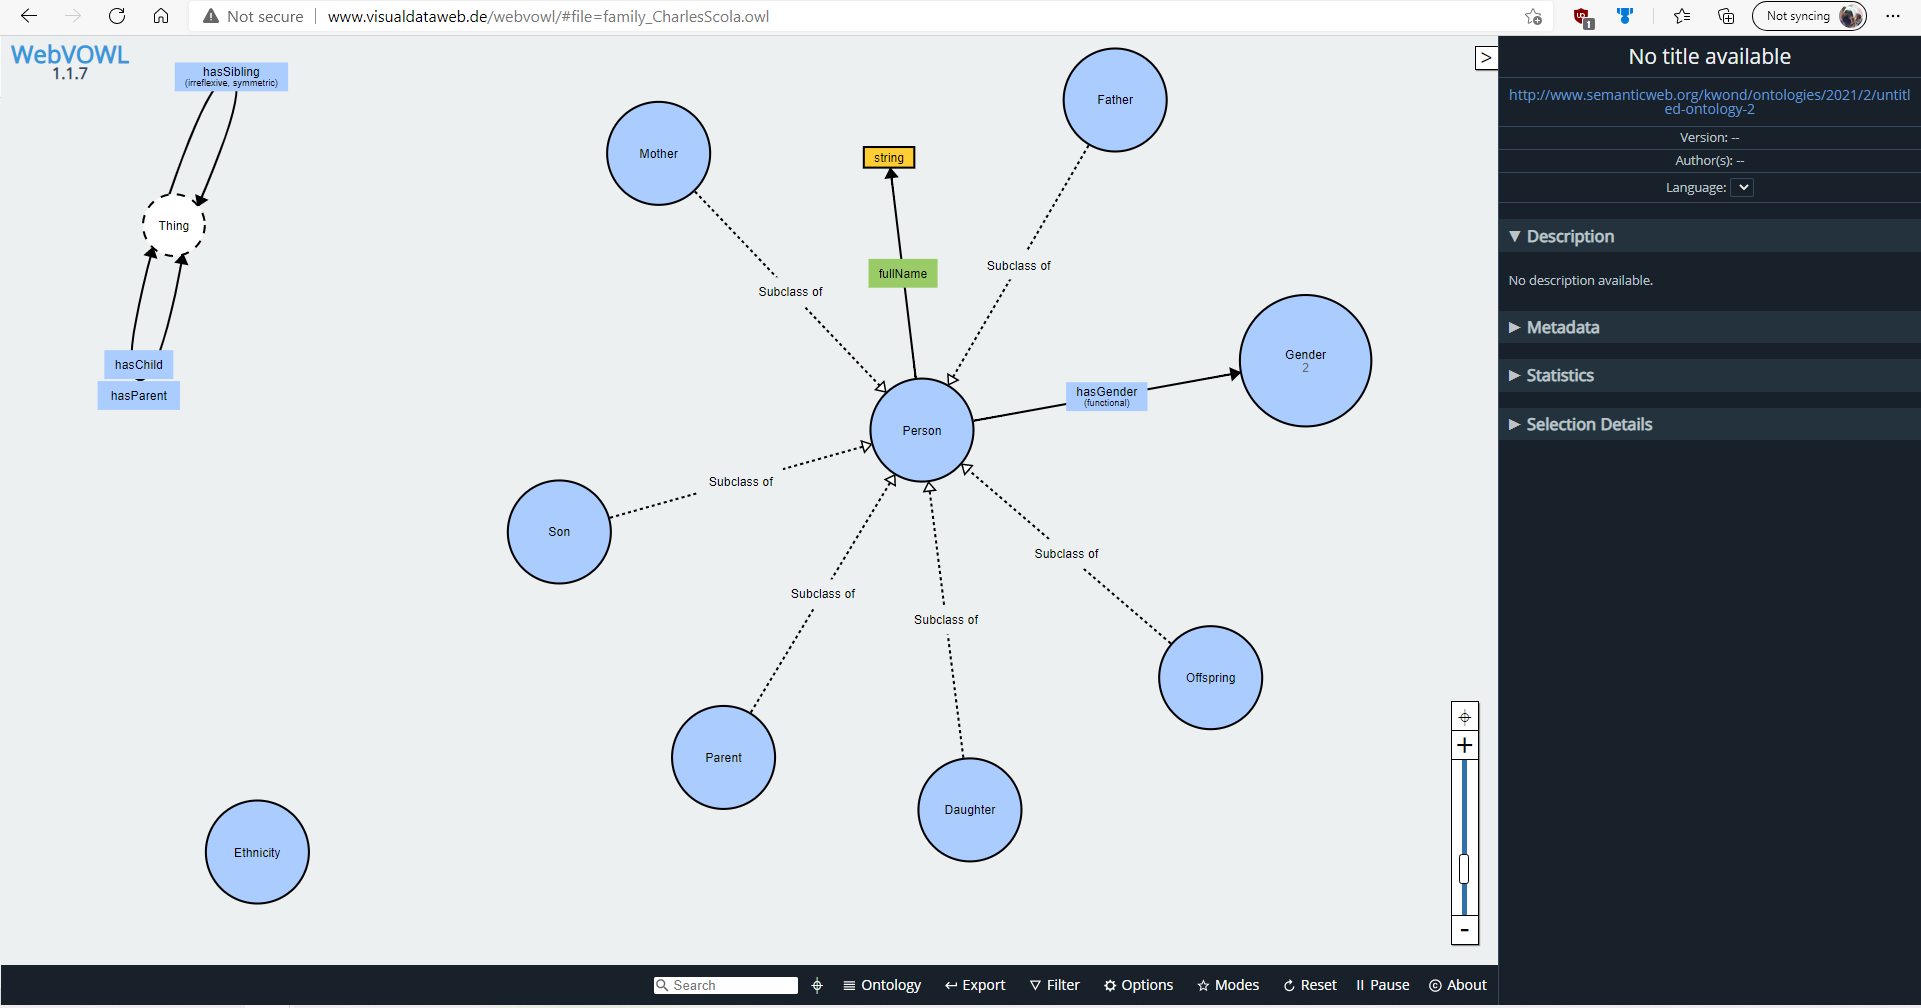 Not secure
www.visualdataweb.de/webvowl/#file=family_CharlesScola.owl
1
Not syncing
WebVOWL
1.1.7
hasSibling
(irreflexive, symmetric)
Thing
hasChild
hasParent
Mother
string
Father
Subclass of
fullName
Subclass of
Gender
2
hasGender
(functional)
Person
Subclass of
Son
Subclass of
Subclass of
Subclass of
Offspring
Parent
Daughter
Ethnicity
>
+
-
No title available
http://www.semanticweb.org/kwond/ontologies/2021/2/untitl
ed-ontology-2
Version: --
Author(s): --
Language:
Description
No description available.
Metadata
Statistics
Selection Details
Search
Ontology
Export
Filter
Options
Modes
Reset
Pause
About